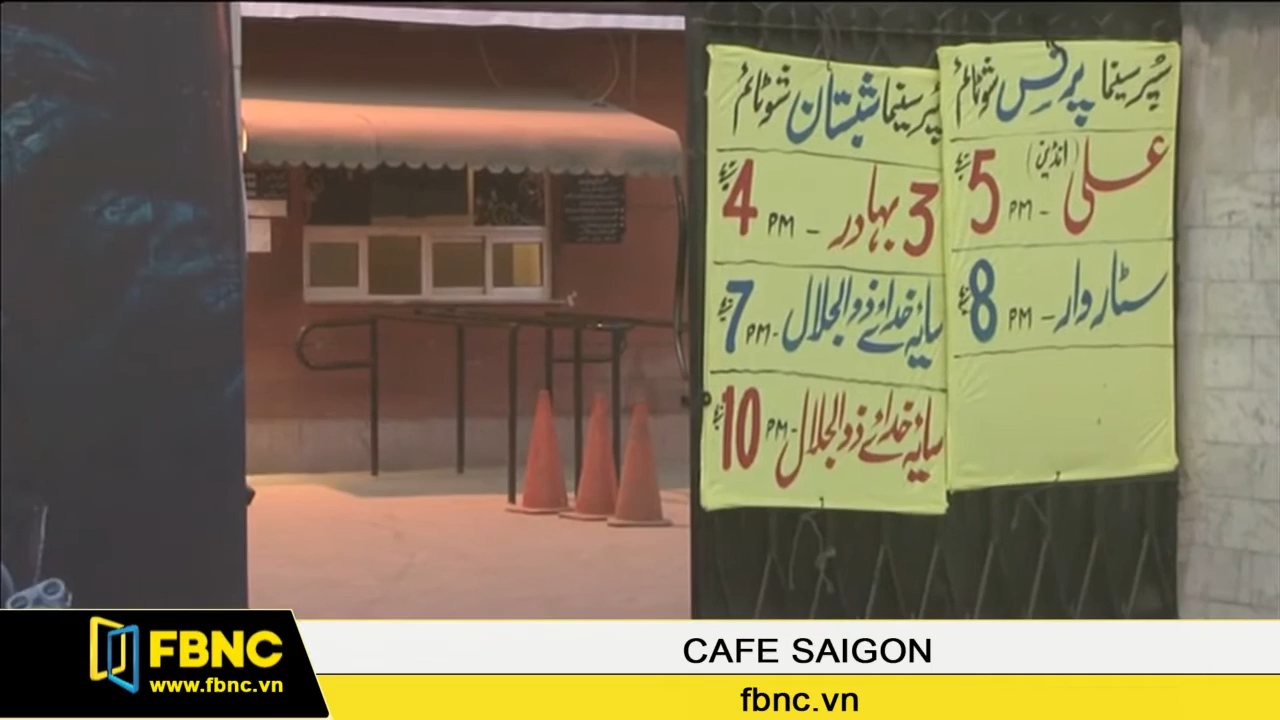 سپر سینما شبستان شوٹائم
3 بہادر - PM 4 بجے
سایۂ خدائے ذوالجلال - PM 7 بجے
سایۂ خدائے ذوالجلال - PM 10 بجے
سپر سینما پرنس شوٹائم
علی (انڈین) - PM 5 بجے
سٹار وار - PM 8 بجے
FBNC
www.fbnc.vn
CAFE SAIGON
fbnc.vn